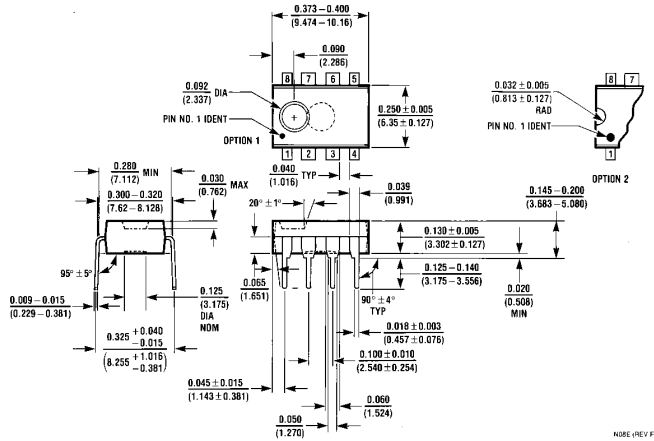 0.373–0.400
(9.474–10.16)
0.090
(2.286)
8 7 6 5
0.092 DIA
(2.337)
PIN NO. 1 IDENT
OPTION 1
0.250 ± 0.005
(6.35 ± 0.127)
1 2 3 4
8 7
0.032 ± 0.005
(0.813 ± 0.127)
RAD
PIN NO. 1 IDENT
1
OPTION 2
0.280 MIN
(7.112)
0.300–0.320
(7.62–8.128)
0.030 MAX
(0.762)
0.040 TYP
(1.016)
20° ± 1°
0.039
(0.991)
0.145–0.200
(3.683–5.080)
0.130 ± 0.005
(3.302 ± 0.127)
95° ± 5°
0.065
(1.651)
0.125–0.140
(3.175–3.556)
90° ± 4°
TYP
0.020
(0.508)
MIN
0.009–0.015
(0.229–0.381)
0.125
(3.175)
DIA
NOM
0.018 ± 0.003
(0.457 ± 0.076)
0.325 +0.040
−0.015
(8.255 +1.016
−0.381)
0.100 ± 0.010
(2.540 ± 0.254)
0.045 ± 0.015
(1.143 ± 0.381)
0.060
(1.524)
0.050
(1.270)
N08E (REV F